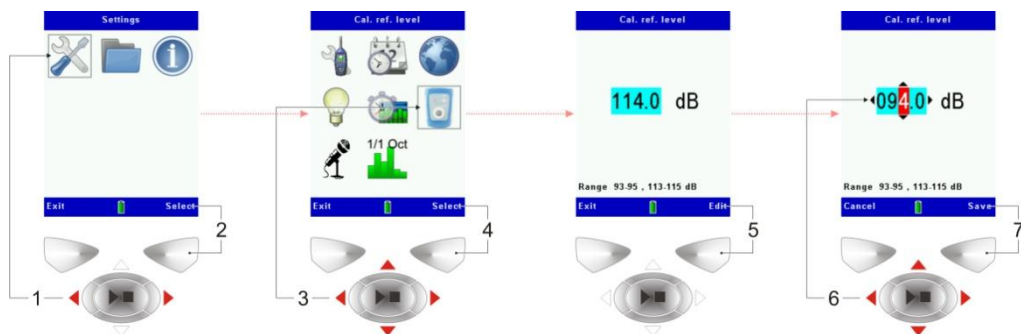 Settings
Exit Select
1
2
Cal. ref. level
?2
1/1 Oct
Exit Select
3
4
Cal. ref. level
114.0 dB
Range 93-95 , 113-115 dB
Exit Edit
5
Cal. ref. level
094.0 dB
Range 93-95 , 113-115 dB
Cancel Save
6
7